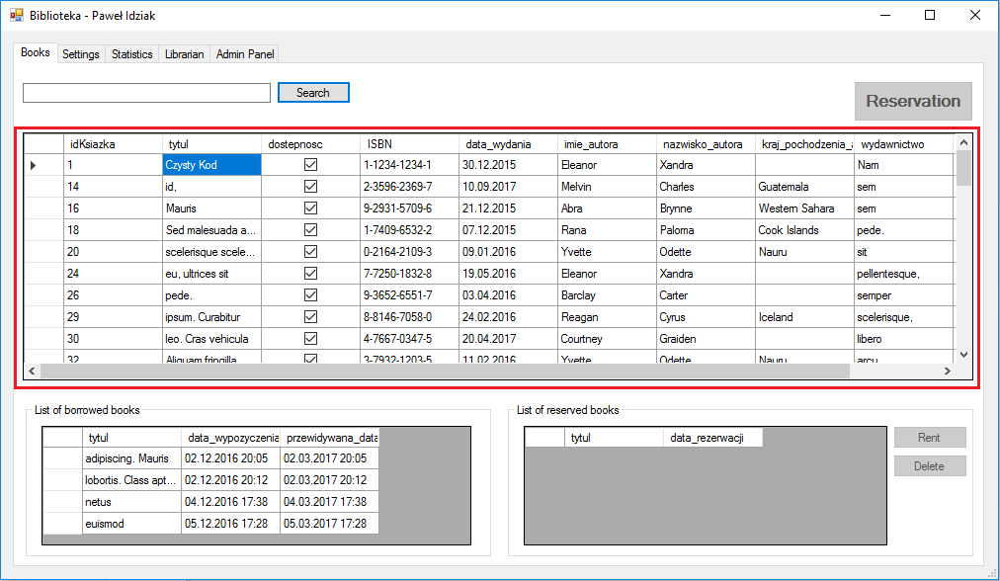 Biblioteka - Paweł Idziak
Books Settings Statistics Librarian Admin Panel
Search
Reservation
idKsiazka tytul dostepnosc ISBN data_wydania imie_autora nazwisko_autora kraj_pochodzenia_a wydawnictwo
1 Czysty Kod 1-1234-1234-1 30.12.2015 Eleanor Xandra Nam
14 id, 2-3596-2369-7 10.09.2017 Melvin Charles Guatemala sem
16 Mauris 9-2931-5709-6 21.12.2015 Abra Brynne Western Sahara sem
18 Sed malesuada a... 1-7409-6532-2 07.12.2015 Rana Paloma Cook Islands pede.
20 scelerisque scele... 0-2164-2109-3 09.01.2016 Yvette Odette Nauru sit
24 eu, ultrices sit 7-7250-1832-8 19.05.2016 Eleanor Xandra pellentesque,
26 pede. 9-3652-6551-7 03.04.2016 Barclay Carter semper
29 ipsum. Curabitur 8-8146-7058-0 24.02.2016 Reagan Cyrus Iceland scelerisque,
30 leo. Cras vehicula 4-7667-0347-5 20.04.2017 Courtney Graiden libero
32 Aliquam fringilla 3-7932-1203-5 11.02.2016 Yvette Odette Nauru arcu
List of borrowed books
tytul data_wypozyczenia przewidywana_data
adipiscing. Mauris 02.12.2016 20:05 02.03.2017 20:05
lobortis. Class apt... 02.12.2016 20:12 02.03.2017 20:12
netus 04.12.2016 17:38 04.03.2017 17:38
euismod 05.12.2016 17:28 05.03.2017 17:28
List of reserved books
tytul data_rezerwacji
Rent
Delete